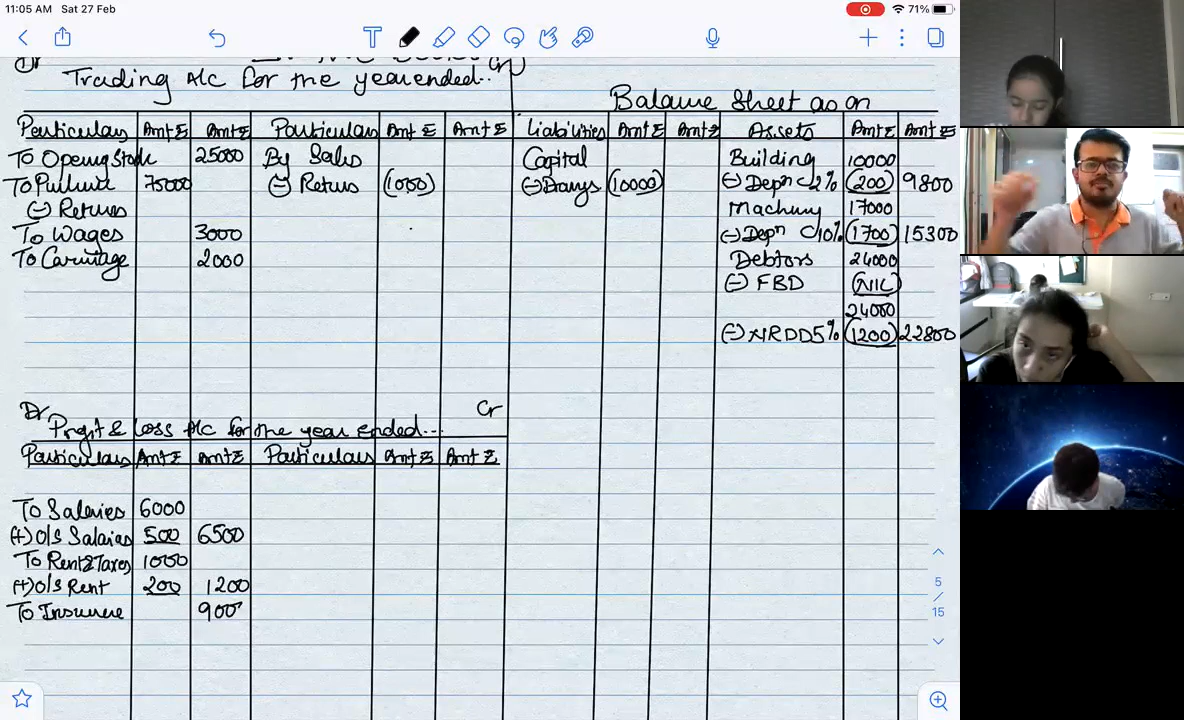 11:05 AM Sat 27 Feb
71%
Dr
Cr
Trading A/c for the year ended..
Particulars Amt ₹ Amt ₹ Particulars Amt ₹ Amt ₹
To Opening Stock 25000 By Sales
To Purchase 75000 (-) Returns (1000)
(-) Returns
To Wages 3000
To Carriage 2000
Dr
Cr
Profit & Loss A/c for the year ended...
Particulars Amt ₹ Amt ₹ Particulars Amt ₹ Amt ₹
To Salaries 6000
(+) O/S Salaries 500 6500
To Rent & Taxes 1000
(+) O/S Rent 200 1200
To Insurance 900
Balance Sheet as on
Liabilities Amt ₹ Amt ₹ Assets Amt ₹ Amt ₹
Capital Building 10000
(-) Drawgs (10000) (-) Depn @ 2% (200) 9800
Machinery 17000
(-) Depn @ 10% (1700) 15300
Debtors 24000
(-) FBD (NIL)
24000
(-) NRDD 5% (1200) 22800
5
/
15